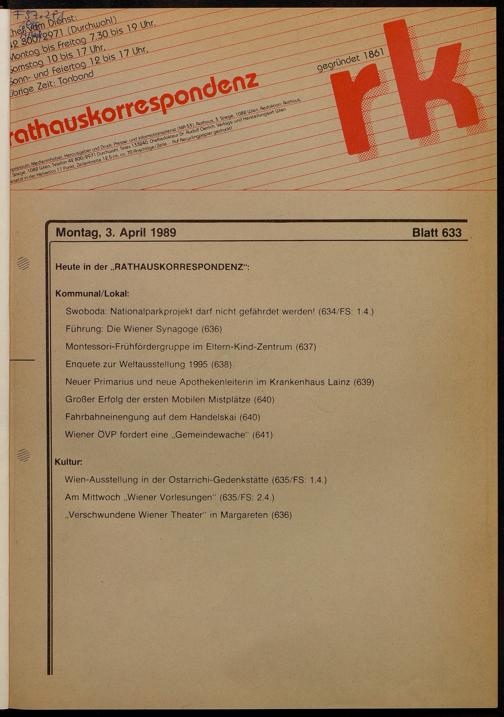 Chef vom Dienst:
42 800/2971 (Durchwahl)
Montag bis Freitag 7.30 bis 19 Uhr,
Samstag 10 bis 17 Uhr,
Sonn- und Feiertag 12 bis 17 Uhr,
übrige Zeit: Tonband
rathauskorrespondenz
gegründet 1861
rk
Montag, 3. April 1989 Blatt 633
Heute in der „RATHAUSKORRESPONDENZ":
Kommunal/Lokal:
Swoboda: Nationalparkprojekt darf nicht gefährdet werden! (634/FS: 1.4.)
Führung: Die Wiener Synagoge (636)
Montessori-Frühfördergruppe im Eltern-Kind-Zentrum (637)
Enquete zur Weltausstellung 1995 (638)
Neuer Primarius und neue Apothekenleiterin im Krankenhaus Lainz (639)
Großer Erfolg der ersten Mobilen Mistplätze (640)
Fahrbahneinengung auf dem Handelskai (640)
Wiener ÖVP fordert eine „Gemeindewache" (641)
Kultur:
Wien-Ausstellung in der Ostarrichi-Gedenkstätte (635/FS: 1.4.)
Am Mittwoch „Wiener Vorlesungen" (635/FS: 2.4.)
„Verschwundene Wiener Theater" in Margareten (636)